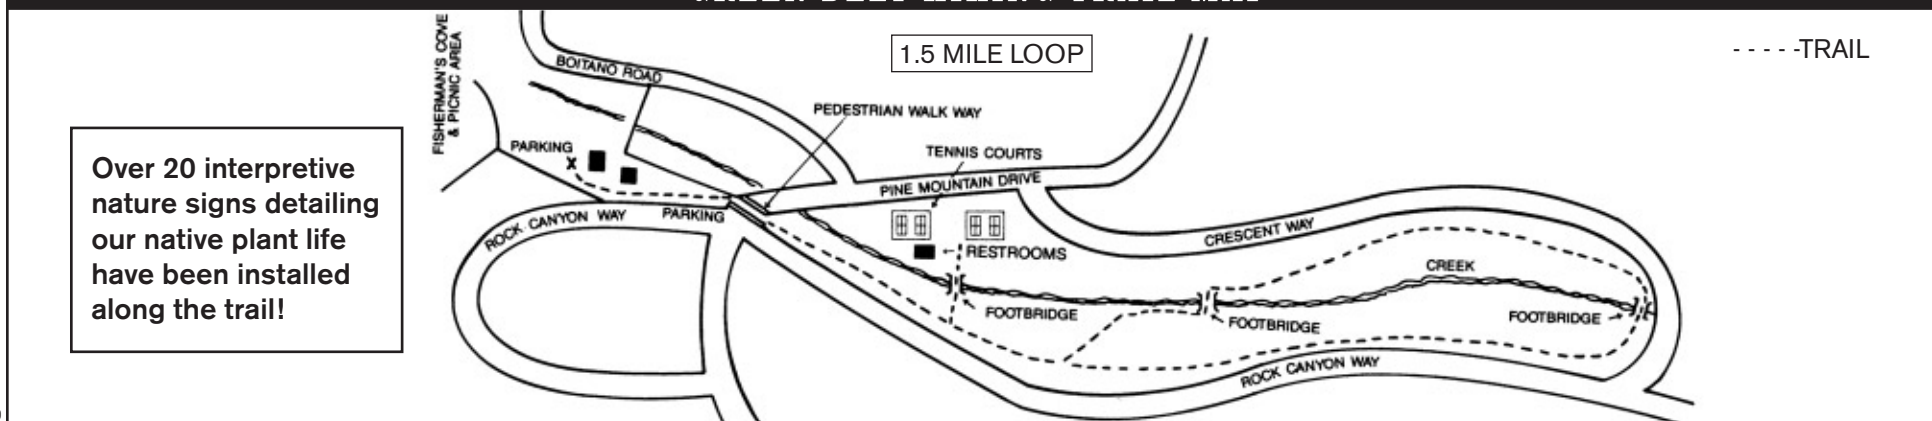 1.5 MILE LOOP
- - - - -TRAIL
FISHERMAN'S COVE
& PICNIC AREA
BOITANO ROAD
PEDESTRIAN WALK WAY
PARKING
TENNIS COURTS
PINE MOUNTAIN DRIVE
Over 20 interpretive
nature signs detailing
our native plant life
have been installed
along the trail!
ROCK CANYON WAY
PARKING
CRESCENT WAY
RESTROOMS
CREEK
FOOTBRIDGE
FOOTBRIDGE
FOOTBRIDGE
ROCK CANYON WAY